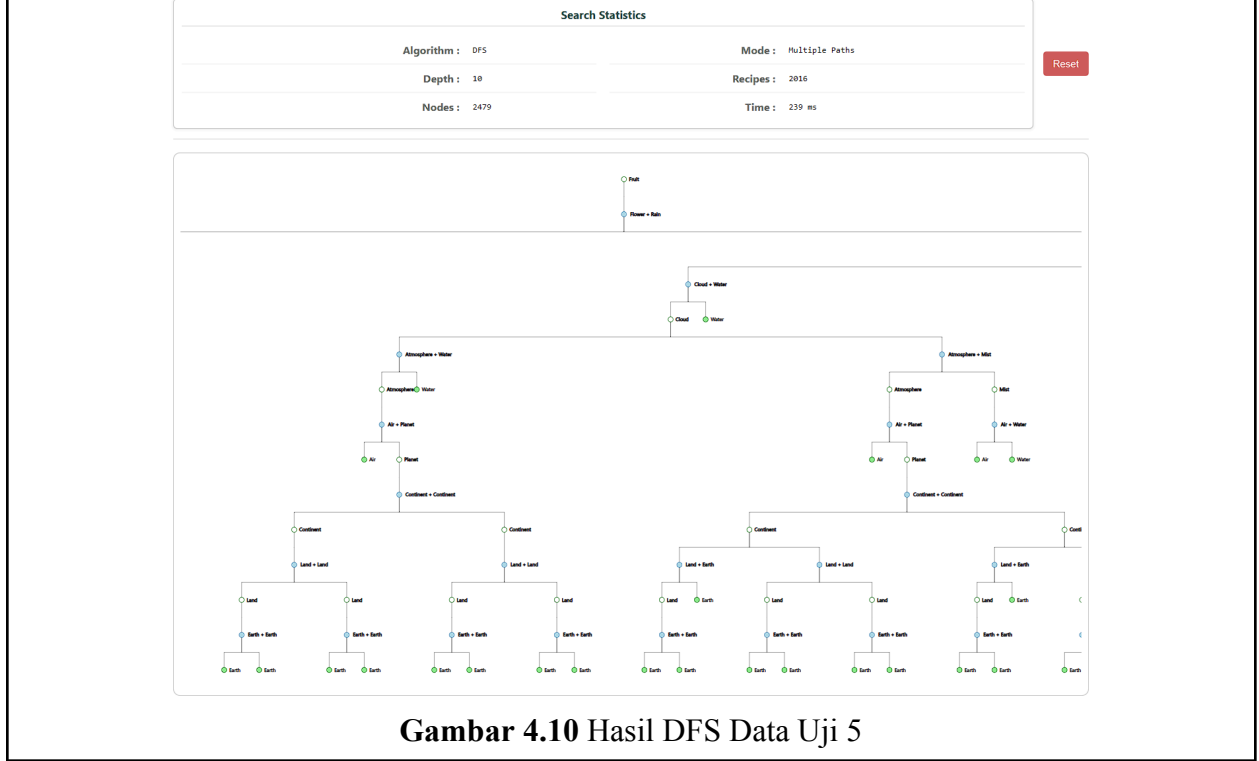 Search Statistics
Algorithm : DFS Mode : Multiple Paths
Reset
Depth : 10 Recipes : 2016
Nodes : 2479 Time : 239 ms
Fruit
Flower + Rain
Cloud + Water
Cloud Water
Atmosphere + Water Atmosphere + Mist
Atmosphere Water Atmosphere Mist
Air + Planet Air + Planet Air + Water
Air Planet Air Planet Air Water
Continent + Continent Continent + Continent
Continent Continent Continent Conti
Land + Land Land + Land Land + Earth Land + Land Land + Earth
Land Land Land Land Land Earth Land Land Land Earth
Earth + Earth Earth + Earth Earth + Earth Earth + Earth Earth + Earth Earth + Earth Earth + Earth Earth + Earth
Earth Earth Earth Earth Earth Earth Earth Earth Earth Earth Earth Earth Earth Earth Earth Earth Earth
Gambar 4.10 Hasil DFS Data Uji 5